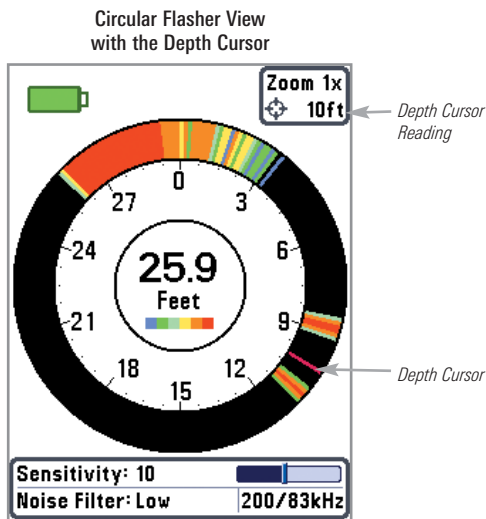 Circular Flasher View
with the Depth Cursor
Zoom 1x
10ft
Depth Cursor
Reading
0
27
3
24
6
25.9
Feet
21
9
18
12
15
Depth Cursor
Sensitivity: 10
Noise Filter: Low
200/83kHz